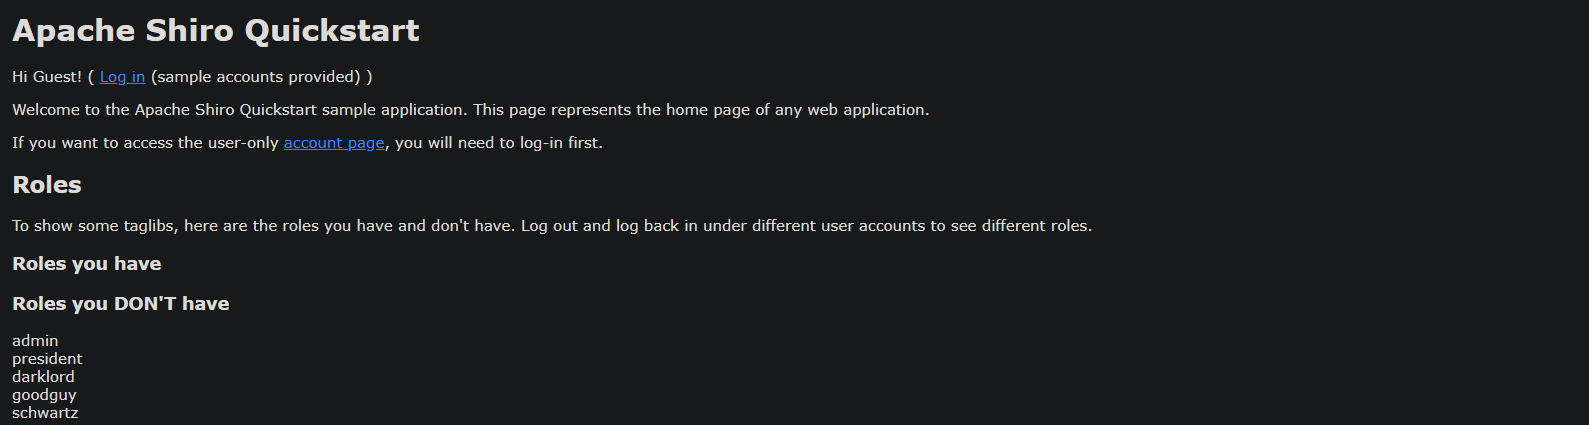 Apache Shiro Quickstart
Hi Guest! ( Log in (sample accounts provided) )
Welcome to the Apache Shiro Quickstart sample application. This page represents the home page of any web application.
If you want to access the user-only account page, you will need to log-in first.
Roles
To show some taglibs, here are the roles you have and don't have. Log out and log back in under different user accounts to see different roles.
Roles you have
Roles you DON'T have
admin
president
darklord
goodguy
schwartz